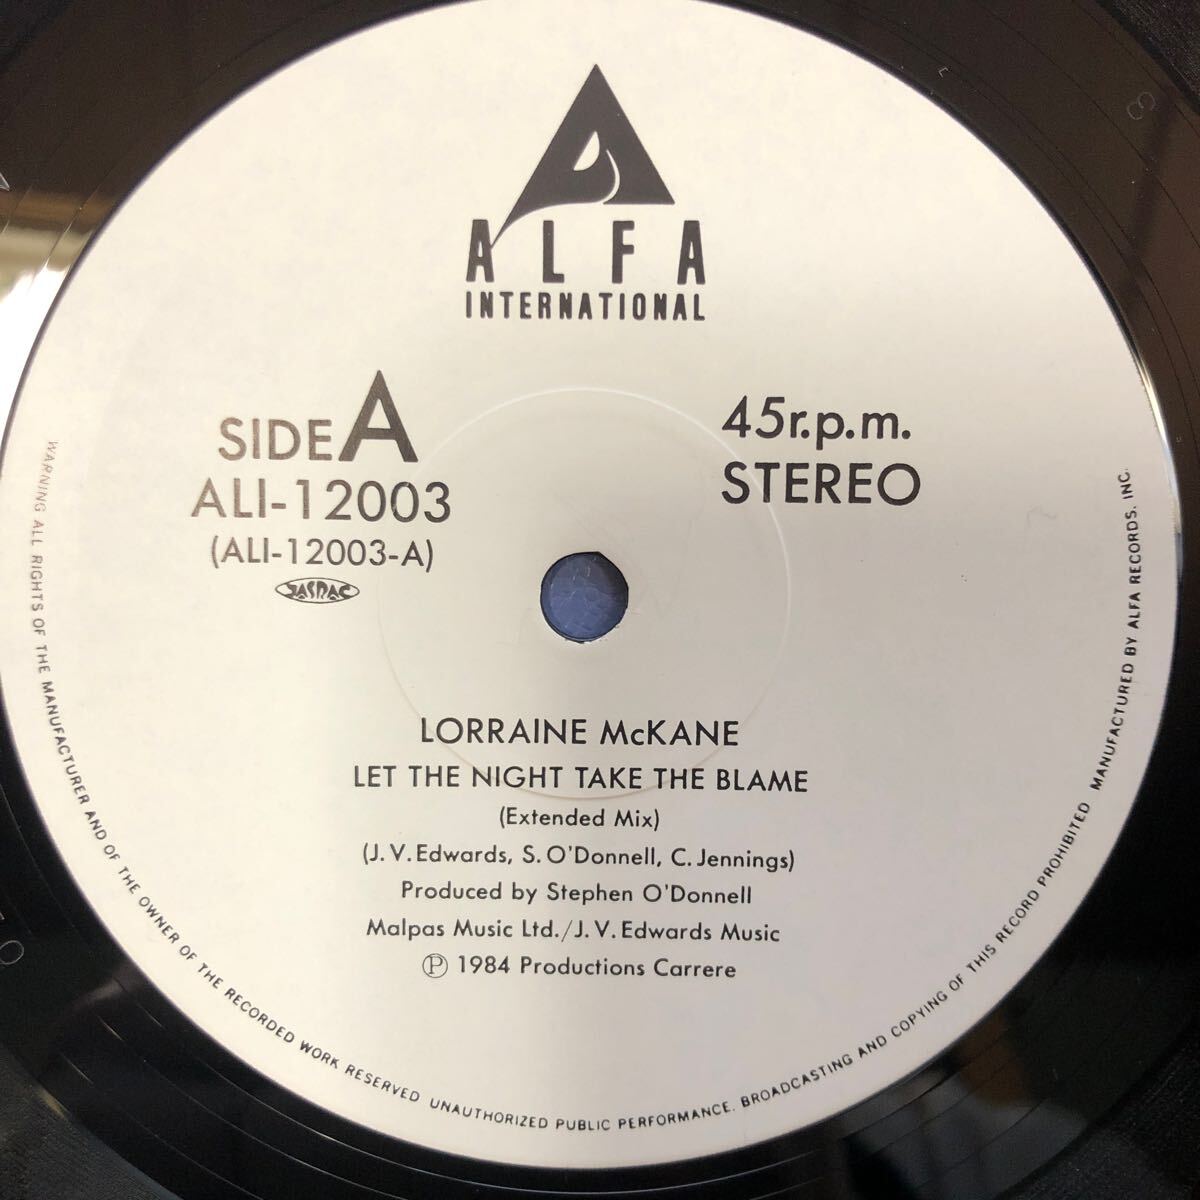 ALFA
INTERNATIONAL
SIDE A
ALI-12003
(ALI-12003-A)
JASRAC
45r.p.m.
STEREO
LORRAINE McKANE
LET THE NIGHT TAKE THE BLAME
(Extended Mix)
(J.V.Edwards, S.O'Donnell, C.Jennings)
Produced by Stephen O'Donnell
Malpas Music Ltd./J.V.Edwards Music
Ⓟ 1984 Productions Carrere
WARNING ALL RIGHTS OF THE MANUFACTURER AND OF THE OWNER OF THE RECORDED WORK RESERVED UNAUTHORIZED PUBLIC PERFORMANCE. BROADCASTING AND COPYING OF THIS RECORD PROHIBITED MANUFACTURED BY ALFA RECORDS, INC.